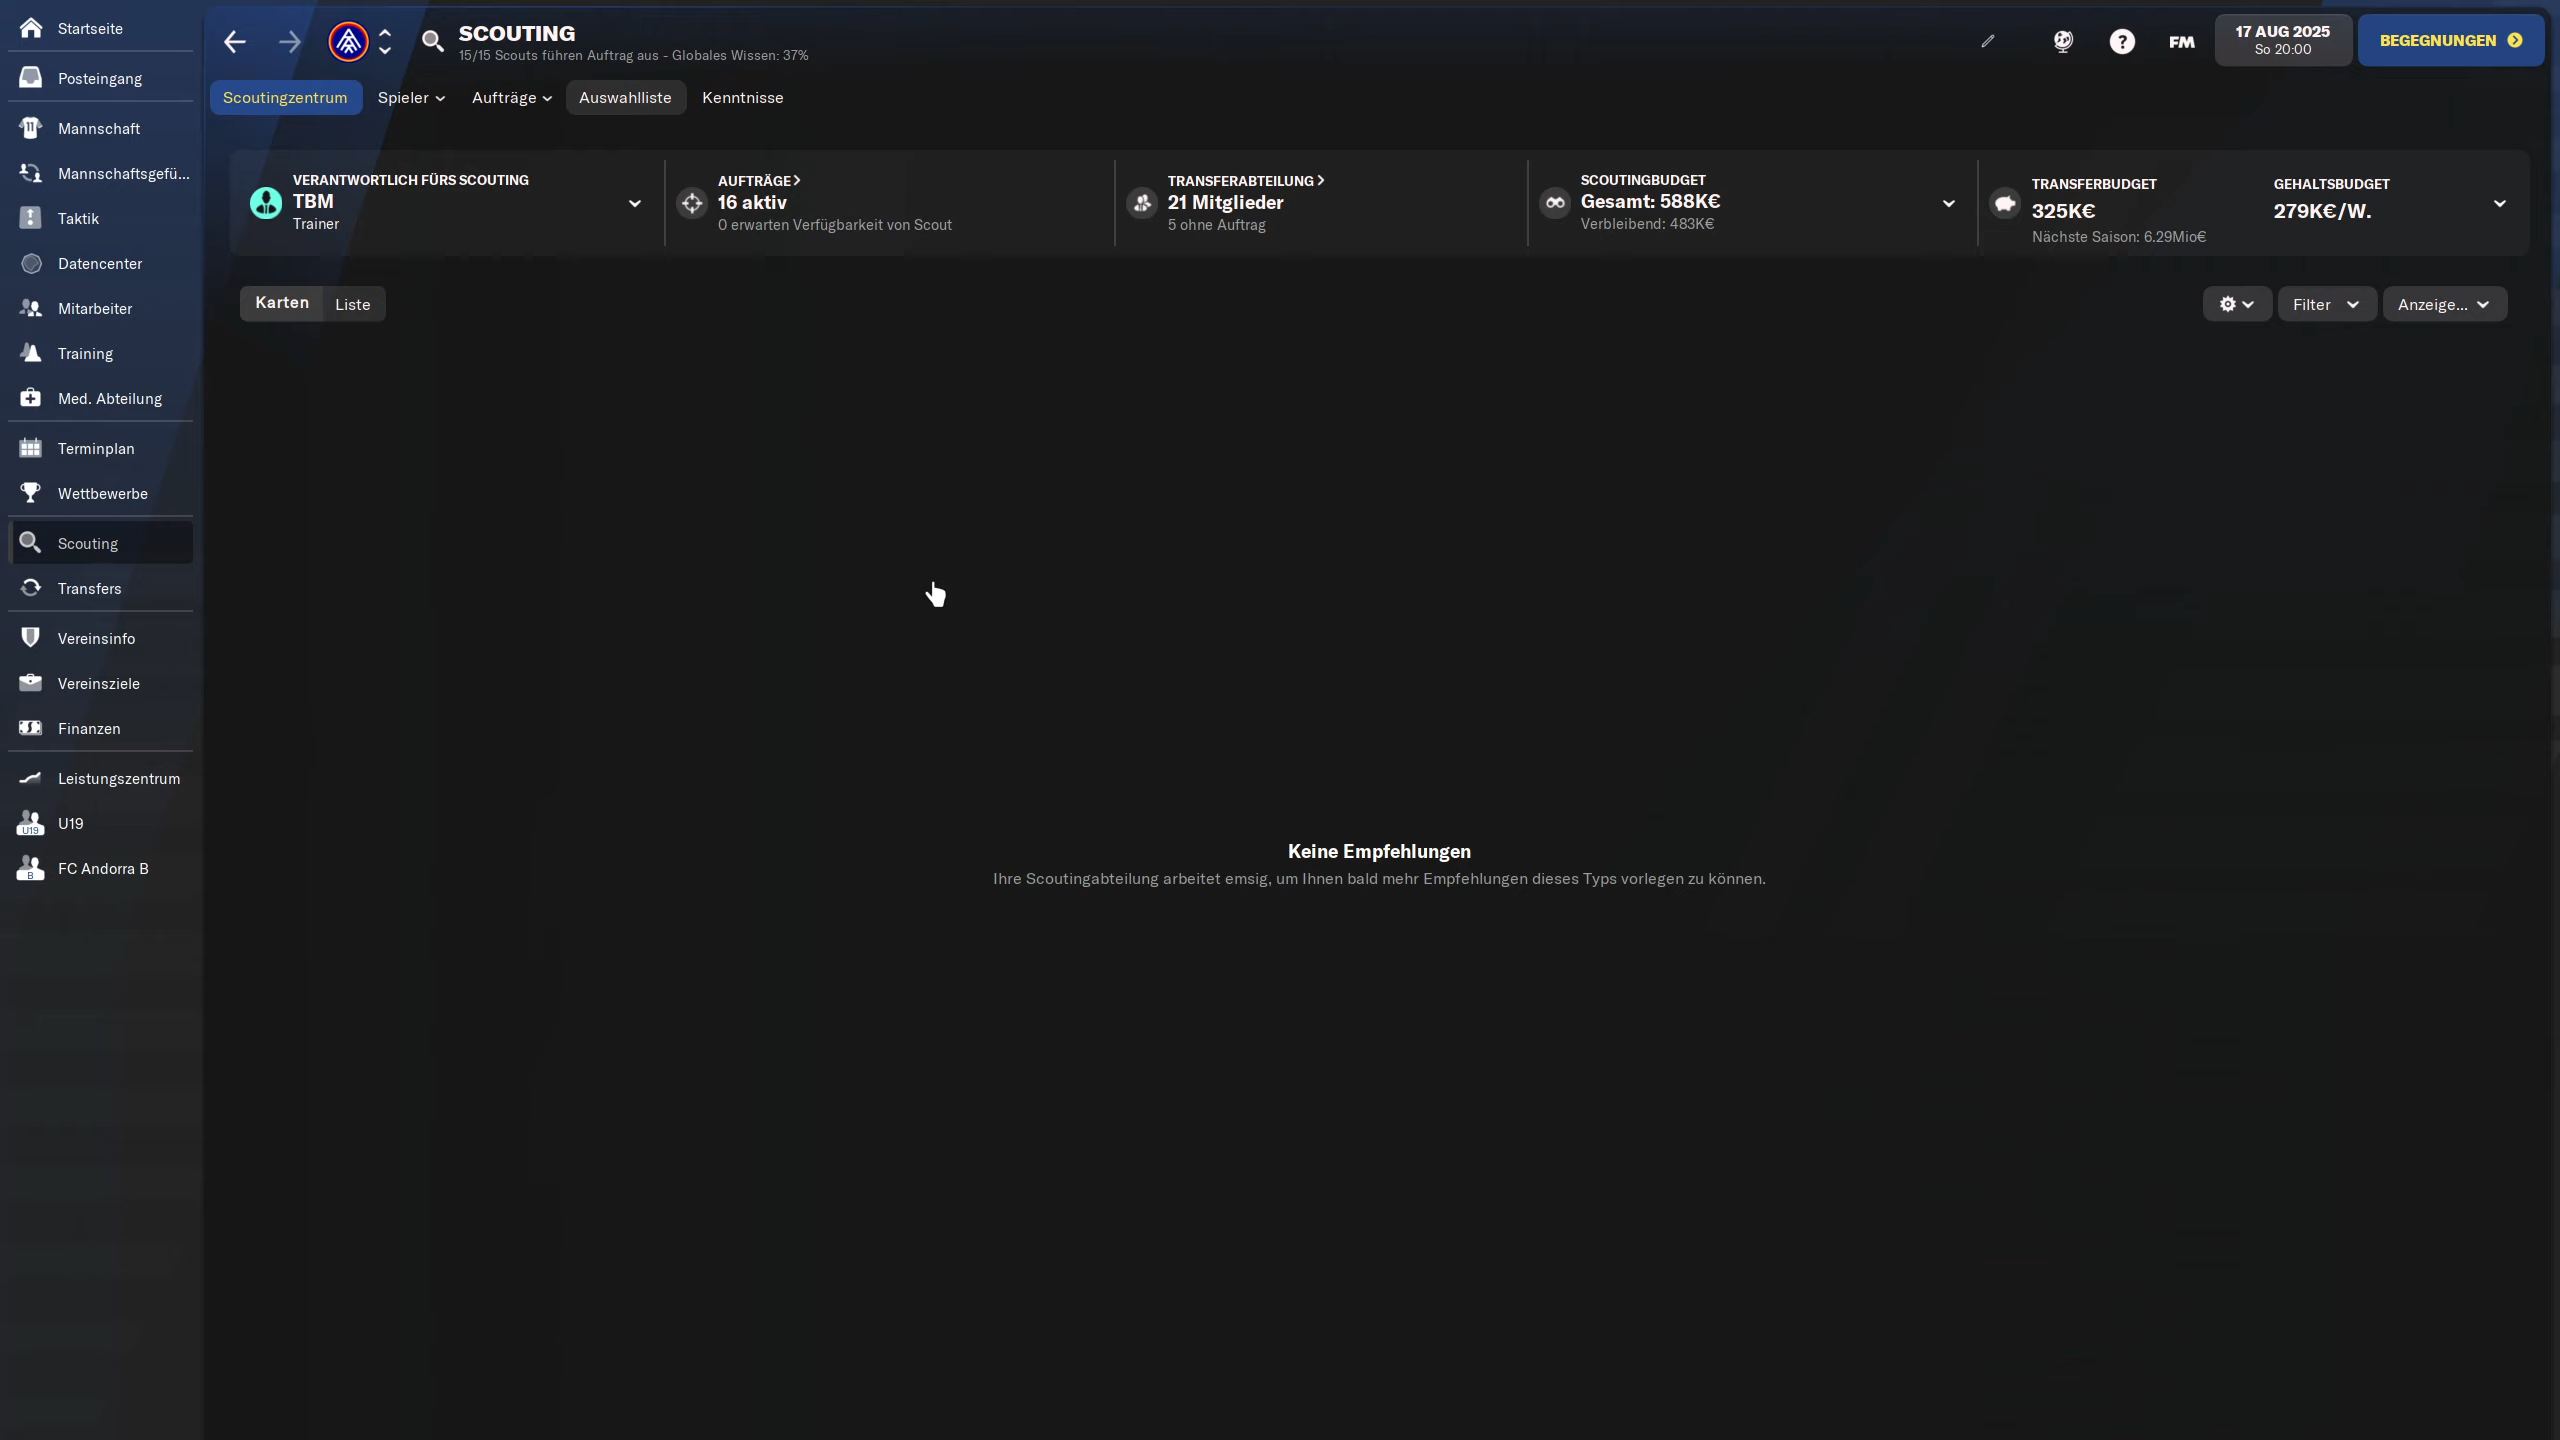 Startseite
Posteingang
Mannschaft
Mannschaftsgefü...
Taktik
Datencenter
Mitarbeiter
Training
Med. Abteilung
Terminplan
Wettbewerbe
Scouting
Transfers
Vereinsinfo
Vereinsziele
Finanzen
Leistungszentrum
U19
U19
B
FC Andorra B
SCOUTING
15/15 Scouts führen Auftrag aus - Globales Wissen: 37%
?
FM
17 AUG 2025
So 20:00
BEGEGNUNGEN
Scoutingzentrum
Spieler
Aufträge
Auswahlliste
Kenntnisse
VERANTWORTLICH FÜRS SCOUTING
TBM
Trainer
AUFTRÄGE
16 aktiv
0 erwarten Verfügbarkeit von Scout
TRANSFERABTEILUNG
21 Mitglieder
5 ohne Auftrag
SCOUTINGBUDGET
Gesamt: 588K€
Verbleibend: 483K€
TRANSFERBUDGET
325K€
Nächste Saison: 6.29Mio€
GEHALTSBUDGET
279K€/W.
Karten
Liste
Filter
Anzeige...
Keine Empfehlungen
Ihre Scoutingabteilung arbeitet emsig, um Ihnen bald mehr Empfehlungen dieses Typs vorlegen zu können.